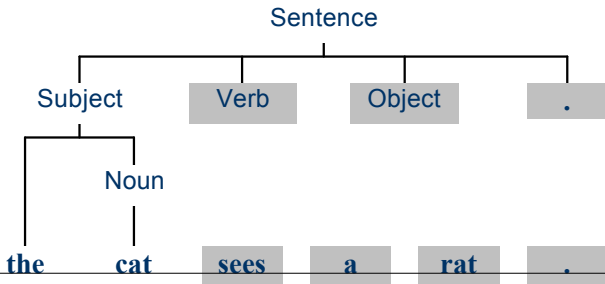 Sentence
Subject Verb Object .
Noun
the cat sees a rat .